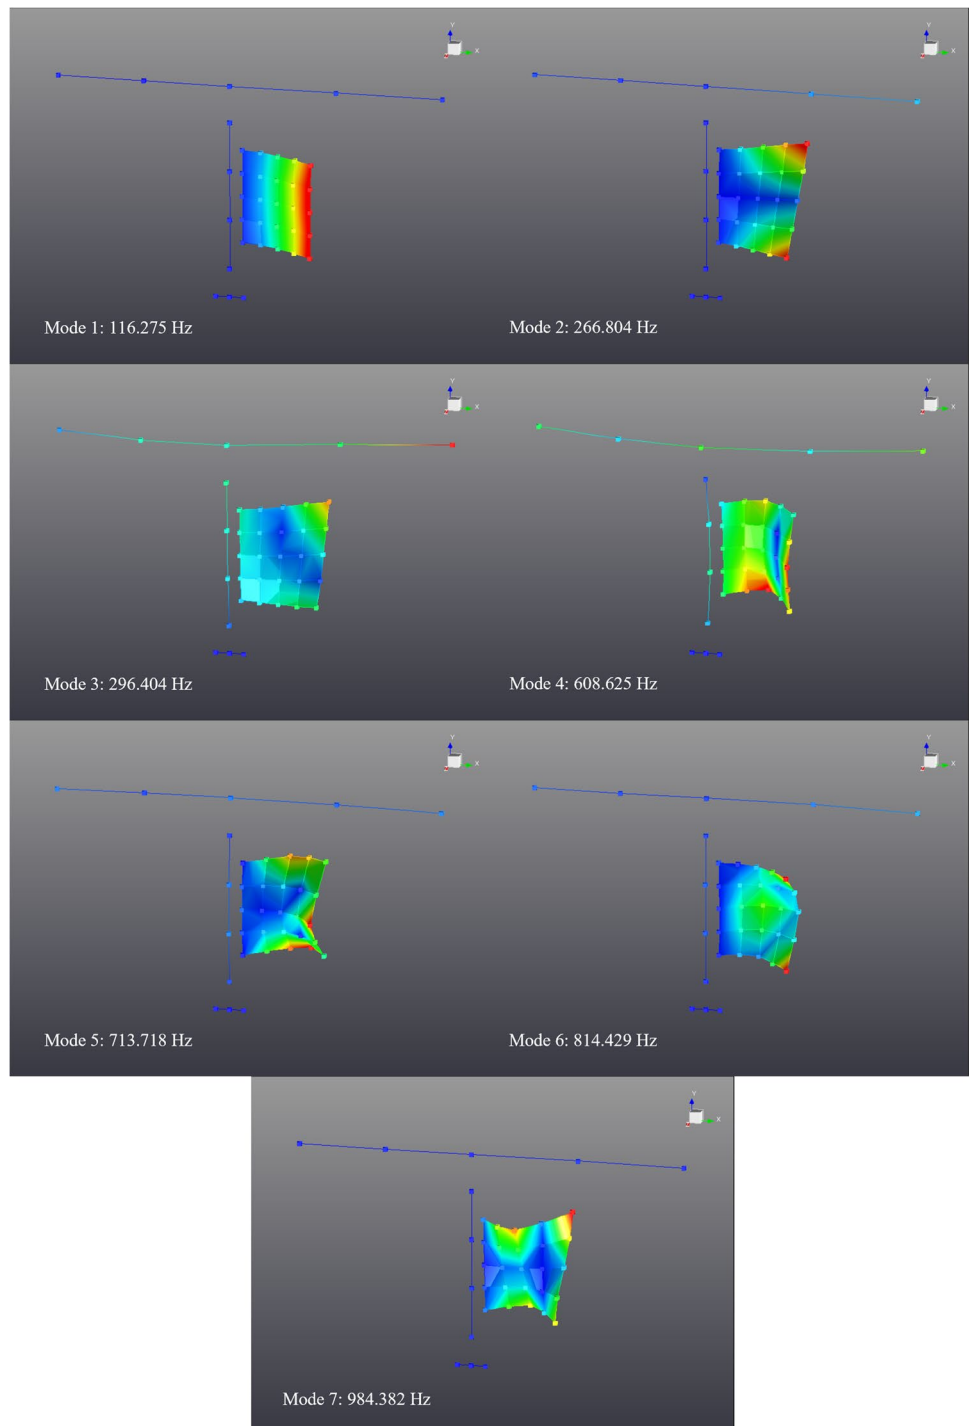 Y
X
Mode 1: 116.275 Hz
Y
X
Mode 2: 266.804 Hz
Y
X
Mode 3: 296.404 Hz
Y
X
Mode 4: 608.625 Hz
Y
X
Mode 5: 713.718 Hz
Y
X
Mode 6: 814.429 Hz
Y
X
Mode 7: 984.382 Hz